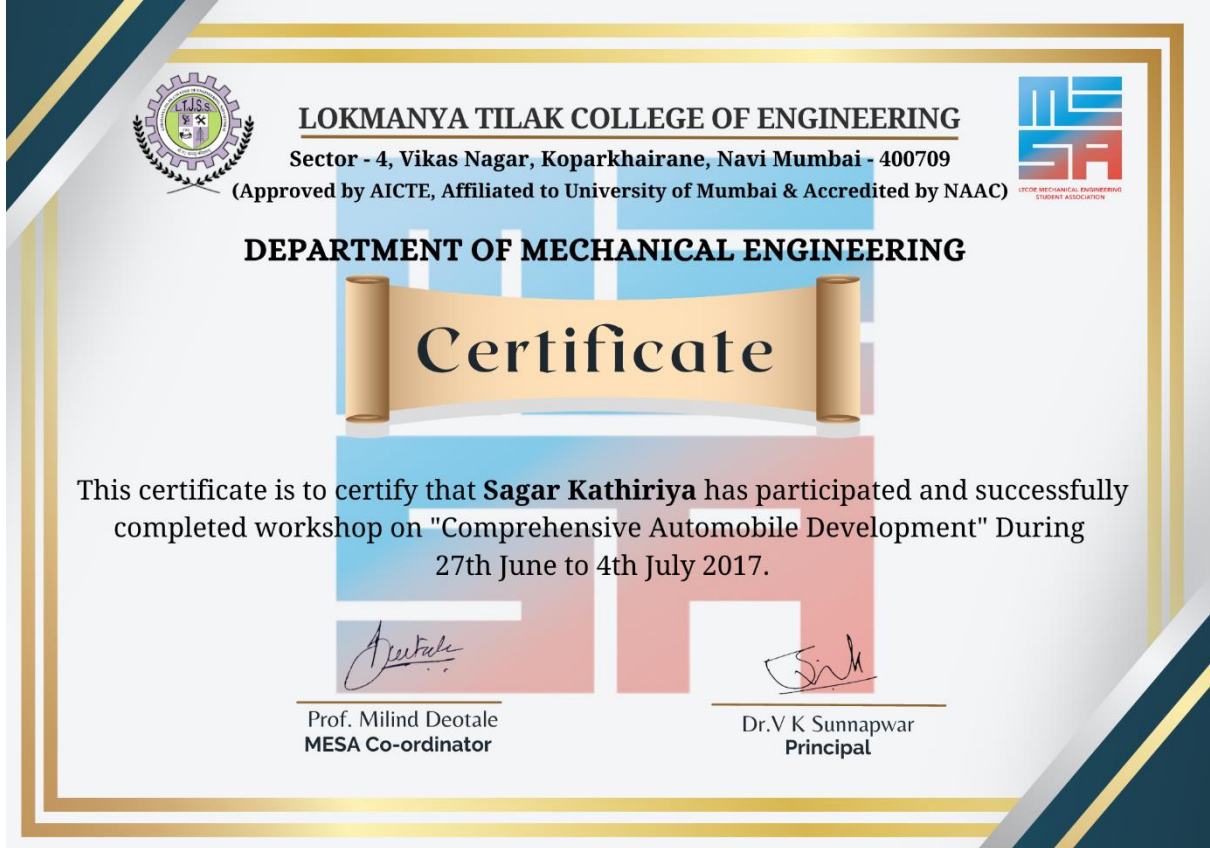 L.T.J.S.S.
LOKMANYA TILAK COLLEGE OF ENGINEERING
Sector - 4, Vikas Nagar, Koparkhairane, Navi Mumbai - 400709
(Approved by AICTE, Affiliated to University of Mumbai & Accredited by NAAC)
MESA
LTCOE MECHANICAL ENGINEERING
STUDENT ASSOCIATION
DEPARTMENT OF MECHANICAL ENGINEERING
Certificate
This certificate is to certify that Sagar Kathiriya has participated and successfully
completed workshop on "Comprehensive Automobile Development" During
27th June to 4th July 2017.
Prof. Milind Deotale
MESA Co-ordinator
Dr.V K Sunnapwar
Principal